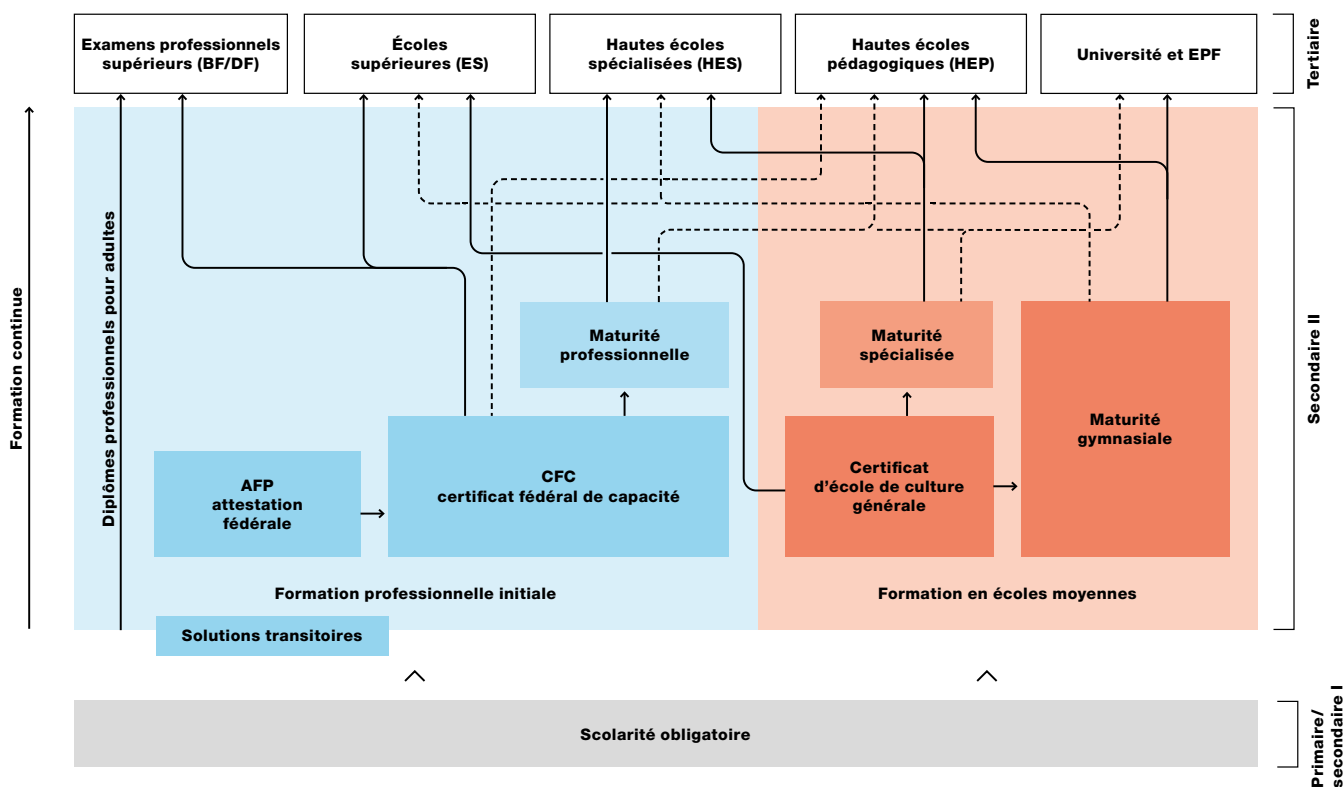 Examens professionnels
supérieurs (BF/DF)
Écoles
supérieures (ES)
Hautes écoles
spécialisées (HES)
Hautes écoles
pédagogiques (HEP)
Université et EPF
Tertiaire
Formation continue
Diplômes professionnels pour adultes
Secondaire II
Maturité
professionnelle
Maturité
spécialisée
Maturité
gymnasiale
AFP
attestation
fédérale
CFC
certificat fédéral de capacité
Certificat
d’école de culture
générale
Formation professionnelle initiale
Formation en écoles moyennes
Solutions transitoires
Scolarité obligatoire
Primaire/
secondaire I